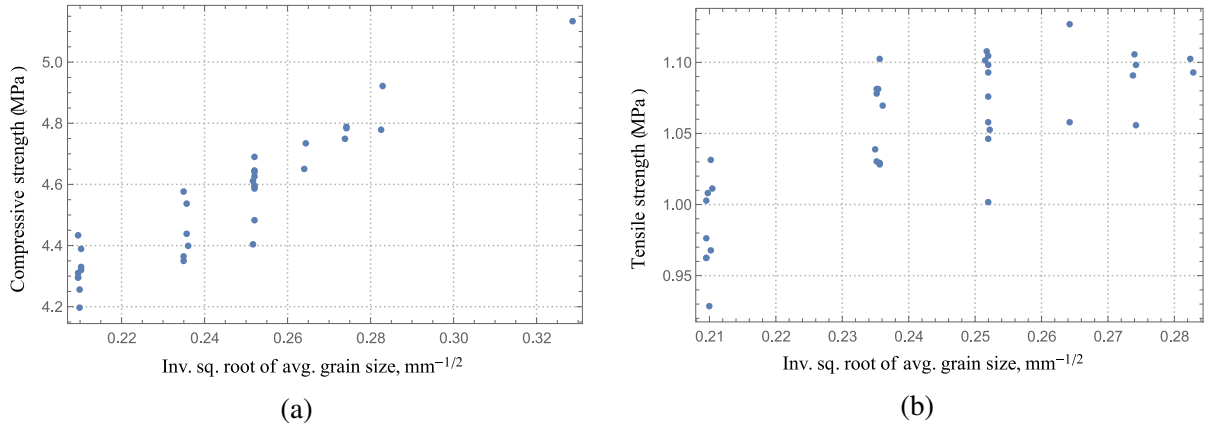 Compressive strength (MPa)
5.0
4.8
4.6
4.4
4.2
0.22 0.24 0.26 0.28 0.30 0.32
Inv. sq. root of avg. grain size, mm−1/2
(a)
Tensile strength (MPa)
1.10
1.05
1.00
0.95
0.21 0.22 0.23 0.24 0.25 0.26 0.27 0.28
Inv. sq. root of avg. grain size, mm−1/2
(b)